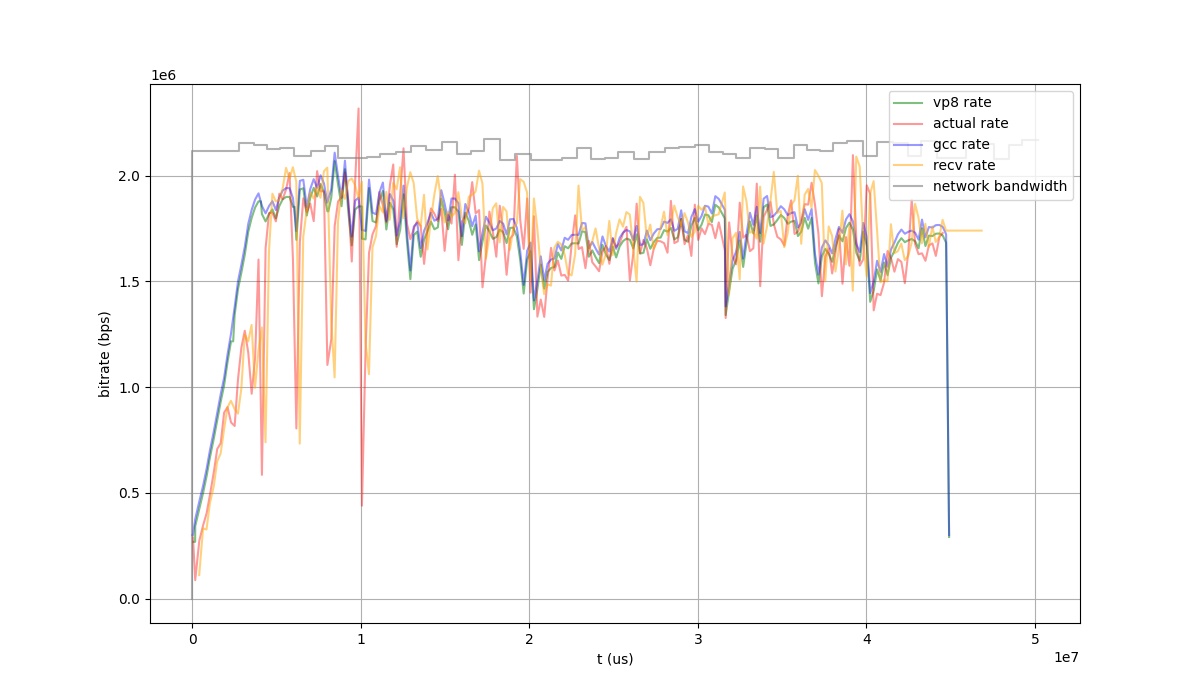 1e6
vp8 rate
actual rate
gcc rate
recv rate
network bandwidth
2.0
1.5
1.0
0.5
0.0
bitrate (bps)
0 1 2 3 4 5
t (us)
1e7